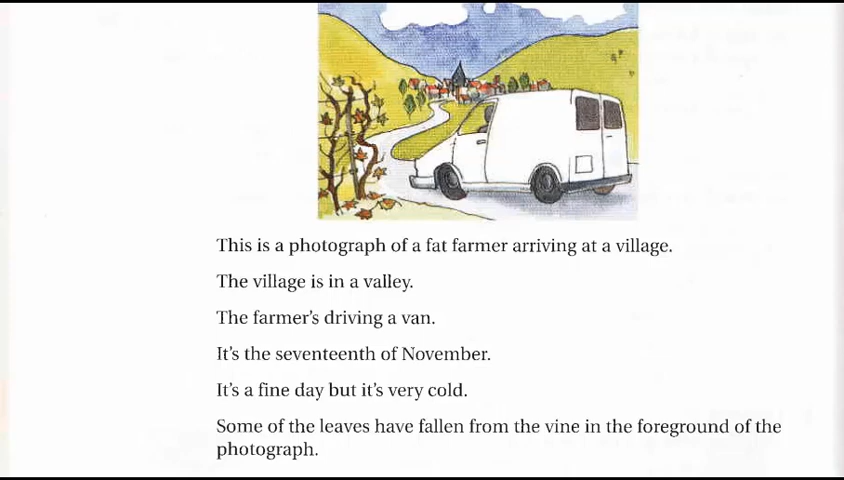 This is a photograph of a fat farmer arriving at a village.
The village is in a valley.
The farmer’s driving a van.
It’s the seventeenth of November.
It’s a fine day but it’s very cold.
Some of the leaves have fallen from the vine in the foreground of the
photograph.